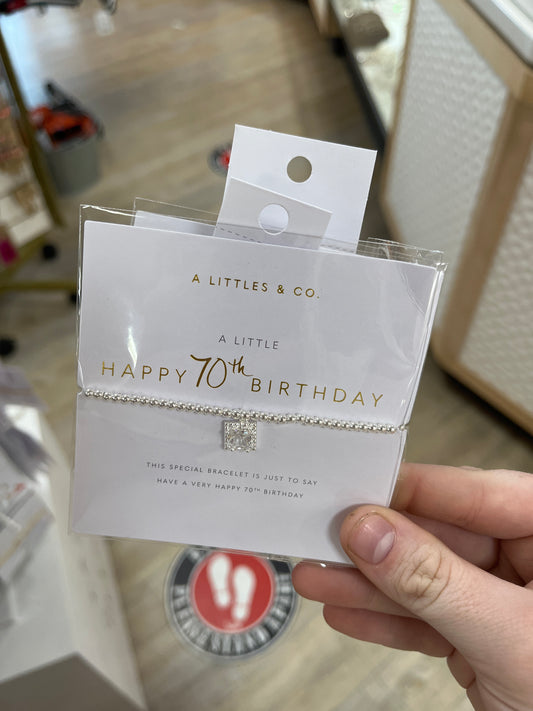 A LITTLES & CO.
A LITTLE
HAPPY 70th BIRTHDAY
THIS SPECIAL BRACELET IS JUST TO SAY
HAVE A VERY HAPPY 70TH BIRTHDAY